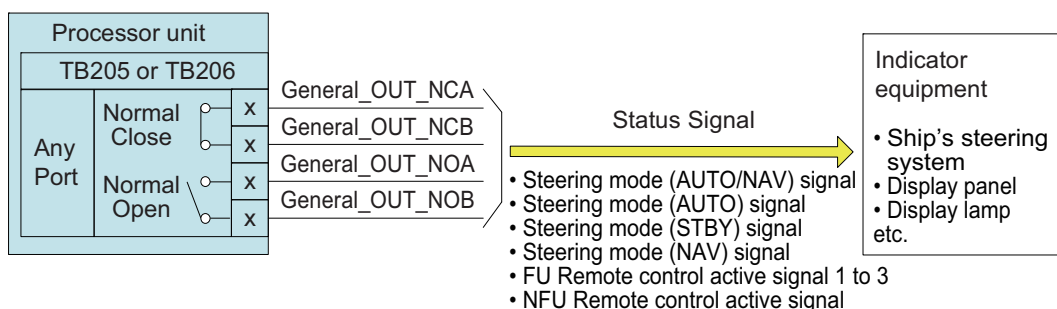 Processor unit
TB205 or TB206
Any
Port
Normal
Close
Normal
Open
x
x
x
x
General_OUT_NCA
General_OUT_NCB
General_OUT_NOA
General_OUT_NOB
Status Signal
• Steering mode (AUTO/NAV) signal
• Steering mode (AUTO) signal
• Steering mode (STBY) signal
• Steering mode (NAV) signal
• FU Remote control active signal 1 to 3
• NFU Remote control active signal
Indicator
equipment
• Ship's steering
system
• Display panel
• Display lamp
etc.